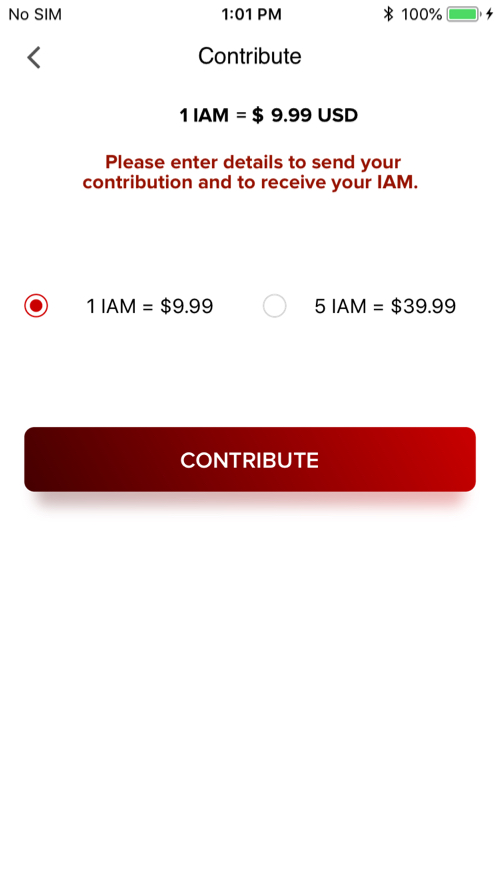 No SIM 1:01 PM 100%
Contribute
1 IAM = $ 9.99 USD
Please enter details to send your
contribution and to receive your IAM.
1 IAM = $9.99 5 IAM = $39.99
CONTRIBUTE